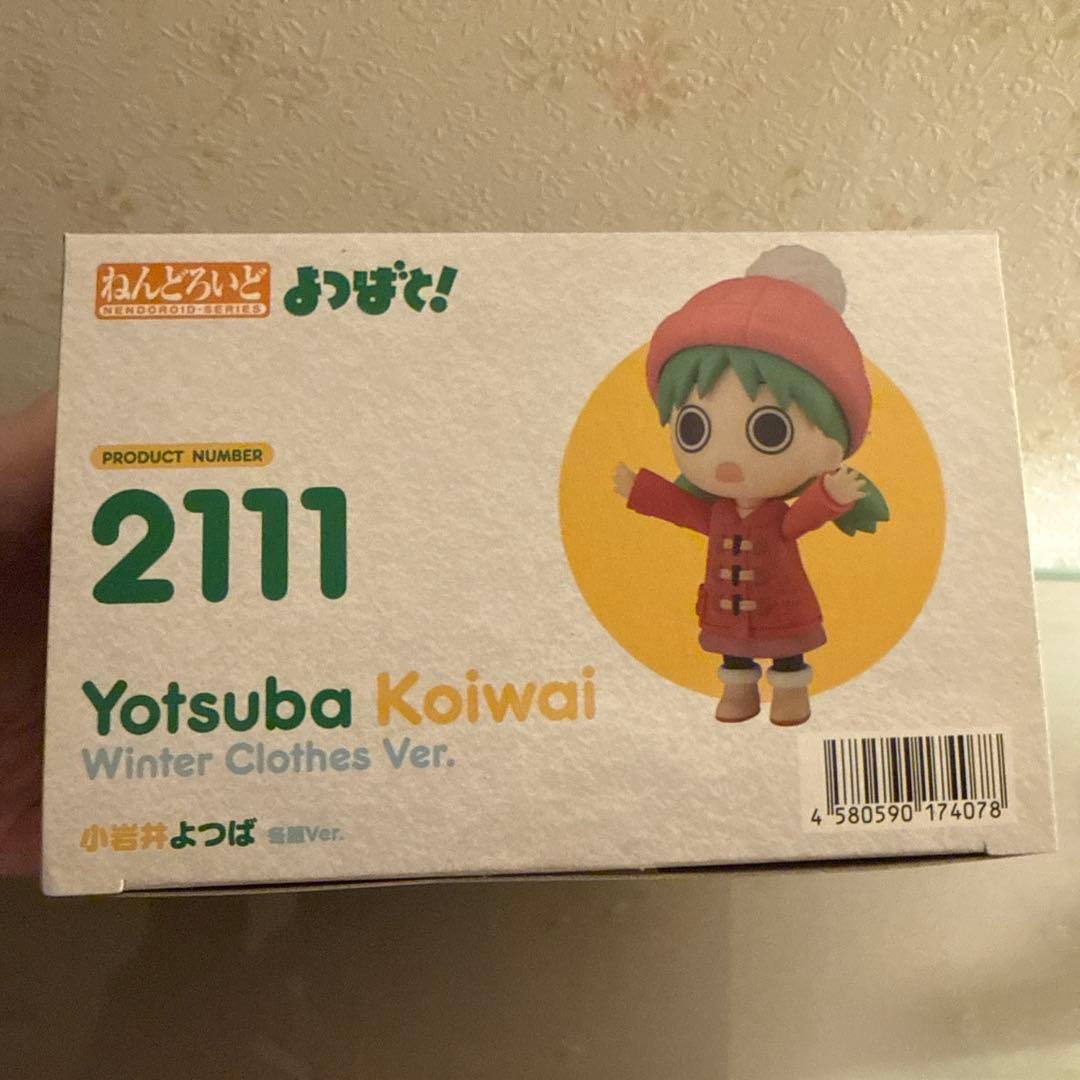 ねんどろいど よつばと!
NENDOROID・SERIES
PRODUCT NUMBER
2111
Yotsuba Koiwai
Winter Clothes Ver.
小岩井よつば 冬服Ver.
4 580590 174078